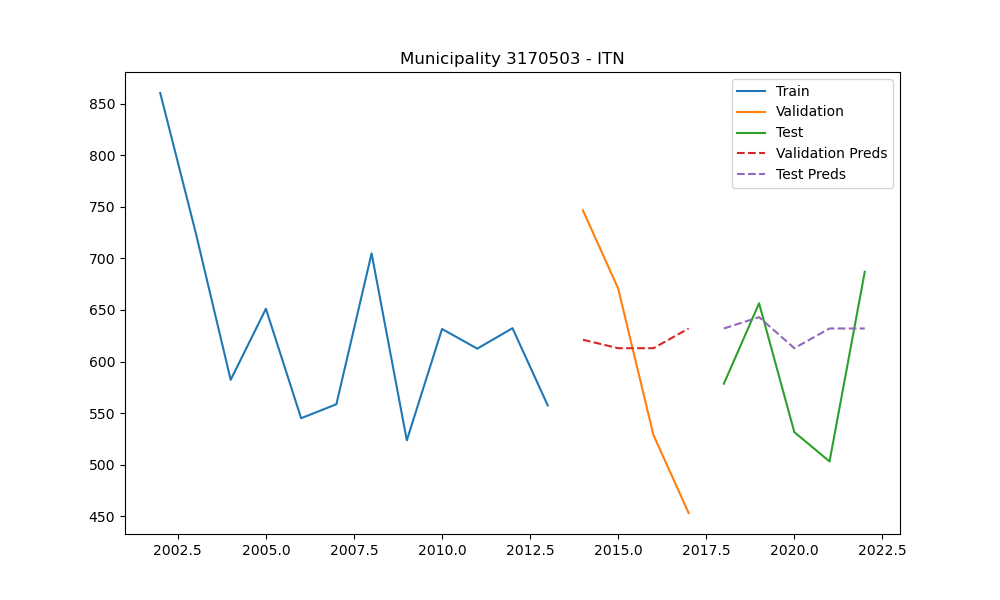 Municipality 3170503 - ITN
850
800
750
700
650
600
550
500
450
2002.5 2005.0 2007.5 2010.0 2012.5 2015.0 2017.5 2020.0 2022.5
Train
Validation
Test
Validation Preds
Test Preds